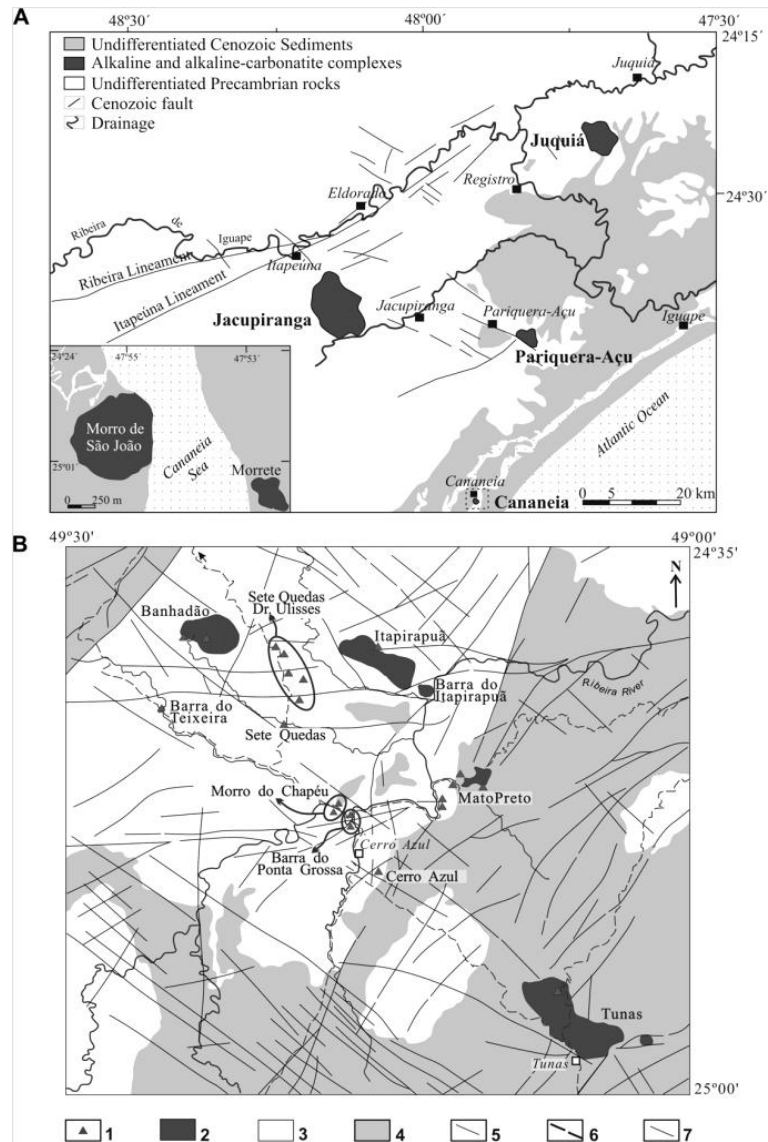 A
48°30'
48°00'
47°30'
24°15'
Undifferentiated Cenozoic Sediments
Alkaline and alkaline-carbonatite complexes
Undifferentiated Precambrian rocks
Cenozoic fault
Drainage
Juquiá
Juquiá
Registro
24°30'
Eldorado
Ribeira
de
Iguape
Itapeúna
Ribeira Lineament
Itapeúna Lineament
Jacupiranga
Jacupiranga
Pariquera-Açu
Iguape
Pariquera-Açu
Atlantic Ocean
24°24'
47°55'
47°53'
Morro de
São João
Cananeia
Sea
25°01'
Morrete
0 250 m
Cananeia
Cananeia
0 5 20 km
B
49°30'
49°00'
24°35'
N
Sete Quedas
Dr. Ulisses
Banhadão
Itapirapuã
Barra do
Itapirapuã
Ribeira River
Barra do
Teixeira
Sete Quedas
MatoPreto
Morro do Chapéu
Cerro Azul
Barra do
Ponta Grossa
Cerro Azul
Tunas
Tunas
25°00'
1 2 3 4 5 6 7